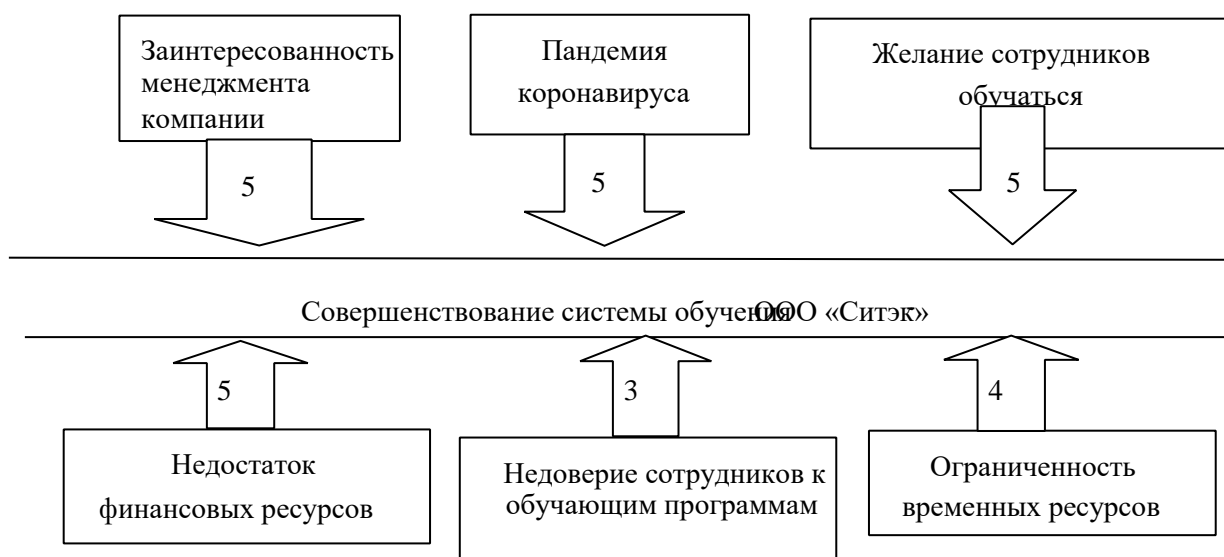 Заинтересованность
менеджмента
компании
Пандемия
коронавируса
Желание сотрудников
обучаться
5
5
5
Совершенствование системы обучения ООО «Ситэк»
5
3
4
Недостаток
финансовых ресурсов
Недоверие сотрудников к
обучающим программам
Ограниченность
временных ресурсов